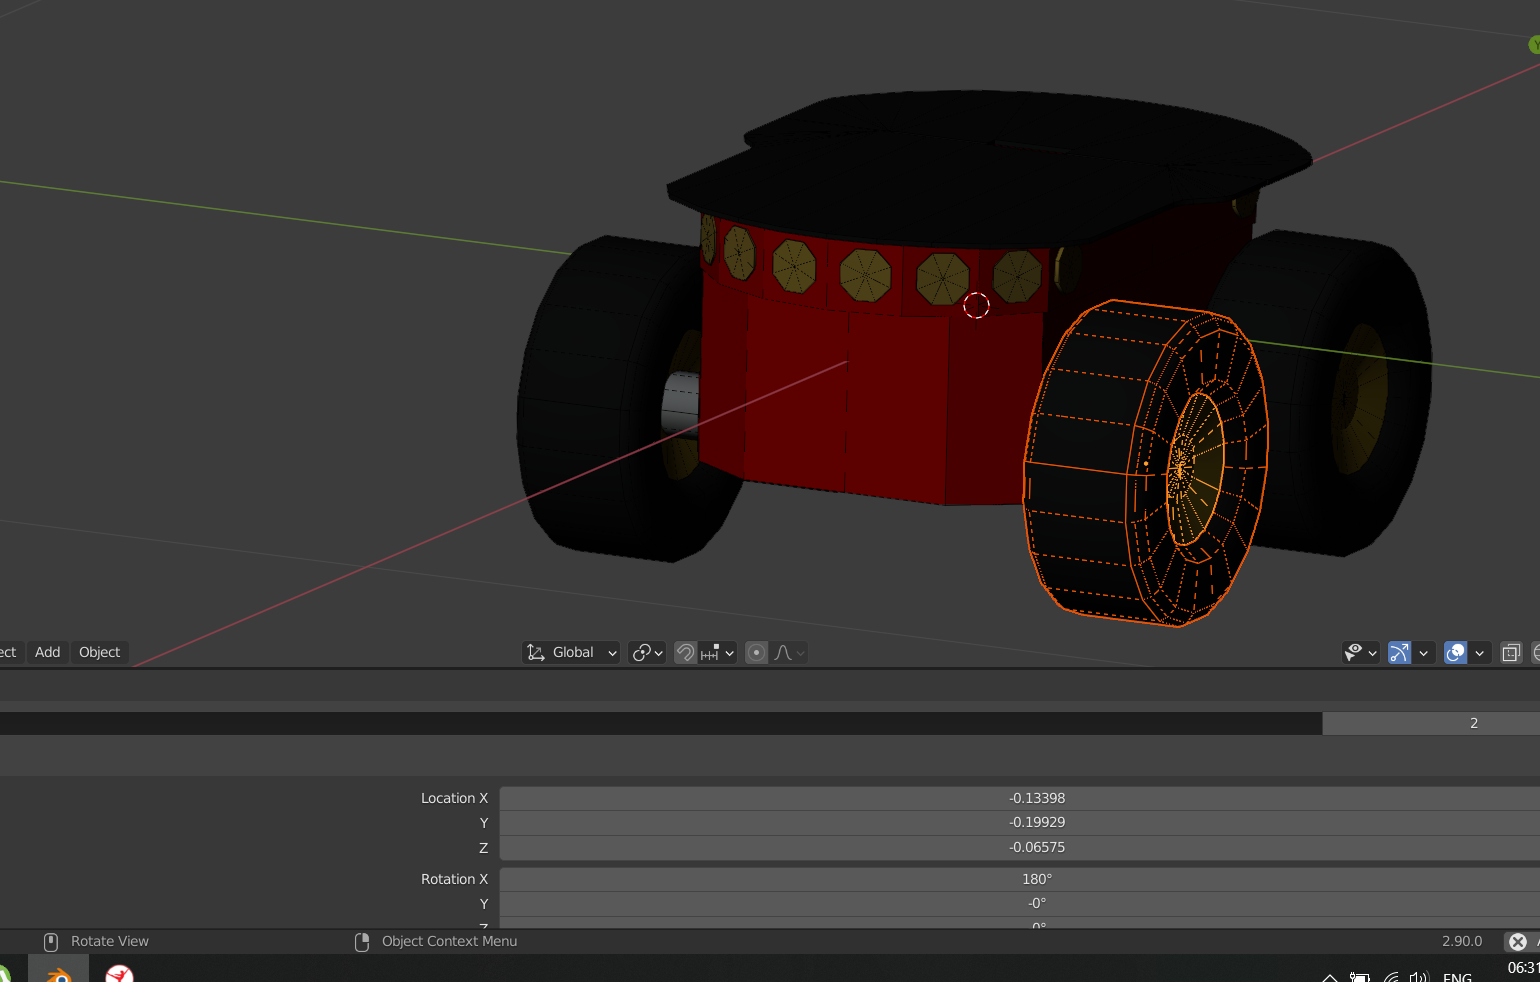 Y
ect Add Object Global
2
Location X -0.13398
Y -0.19929
Z -0.06575
Rotation X 180°
Y -0°
Z 0°
Rotate View Object Context Menu 2.90.0
ENG 06:31